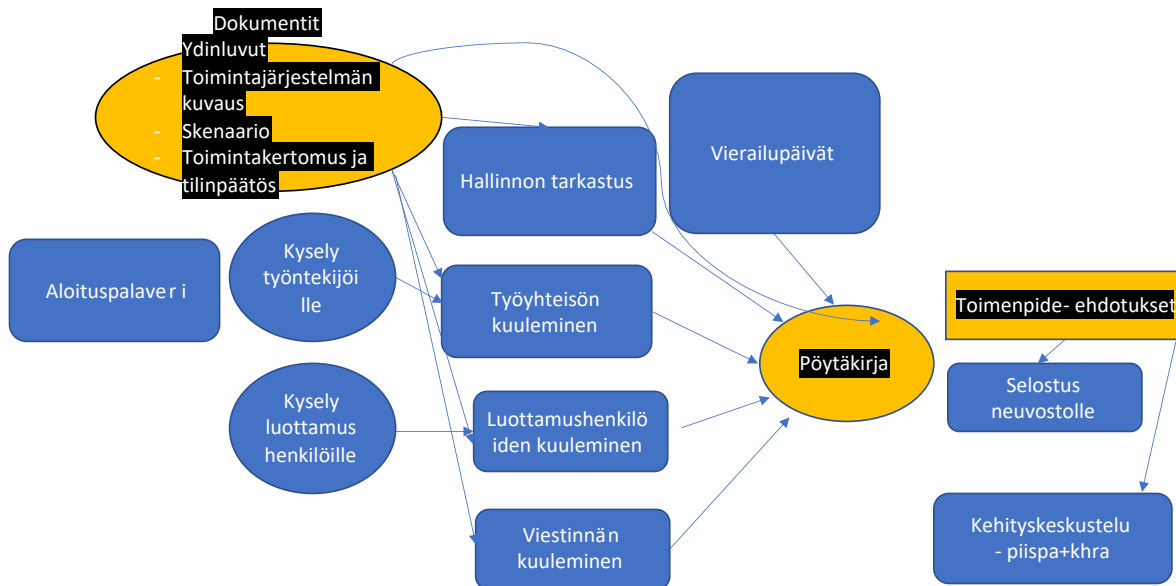 Dokumentit
Ydinluvut
- Toimintajärjestelmän
kuvaus
- Skenaario
- Toimintakertomus ja
tilinpäätös
Hallinnon tarkastus
Vierailupäivät
Aloituspalaver i
Kysely
työntekijöi
lle
Työyhteisön
kuuleminen
Toimenpide- ehdotukset
Pöytäkirja
Selostus
neuvostolle
Kysely
luottamus
henkilöille
Luottamushenkilö
iden kuuleminen
Viestinnän
kuuleminen
Kehityskeskustelu
- piispa+khra